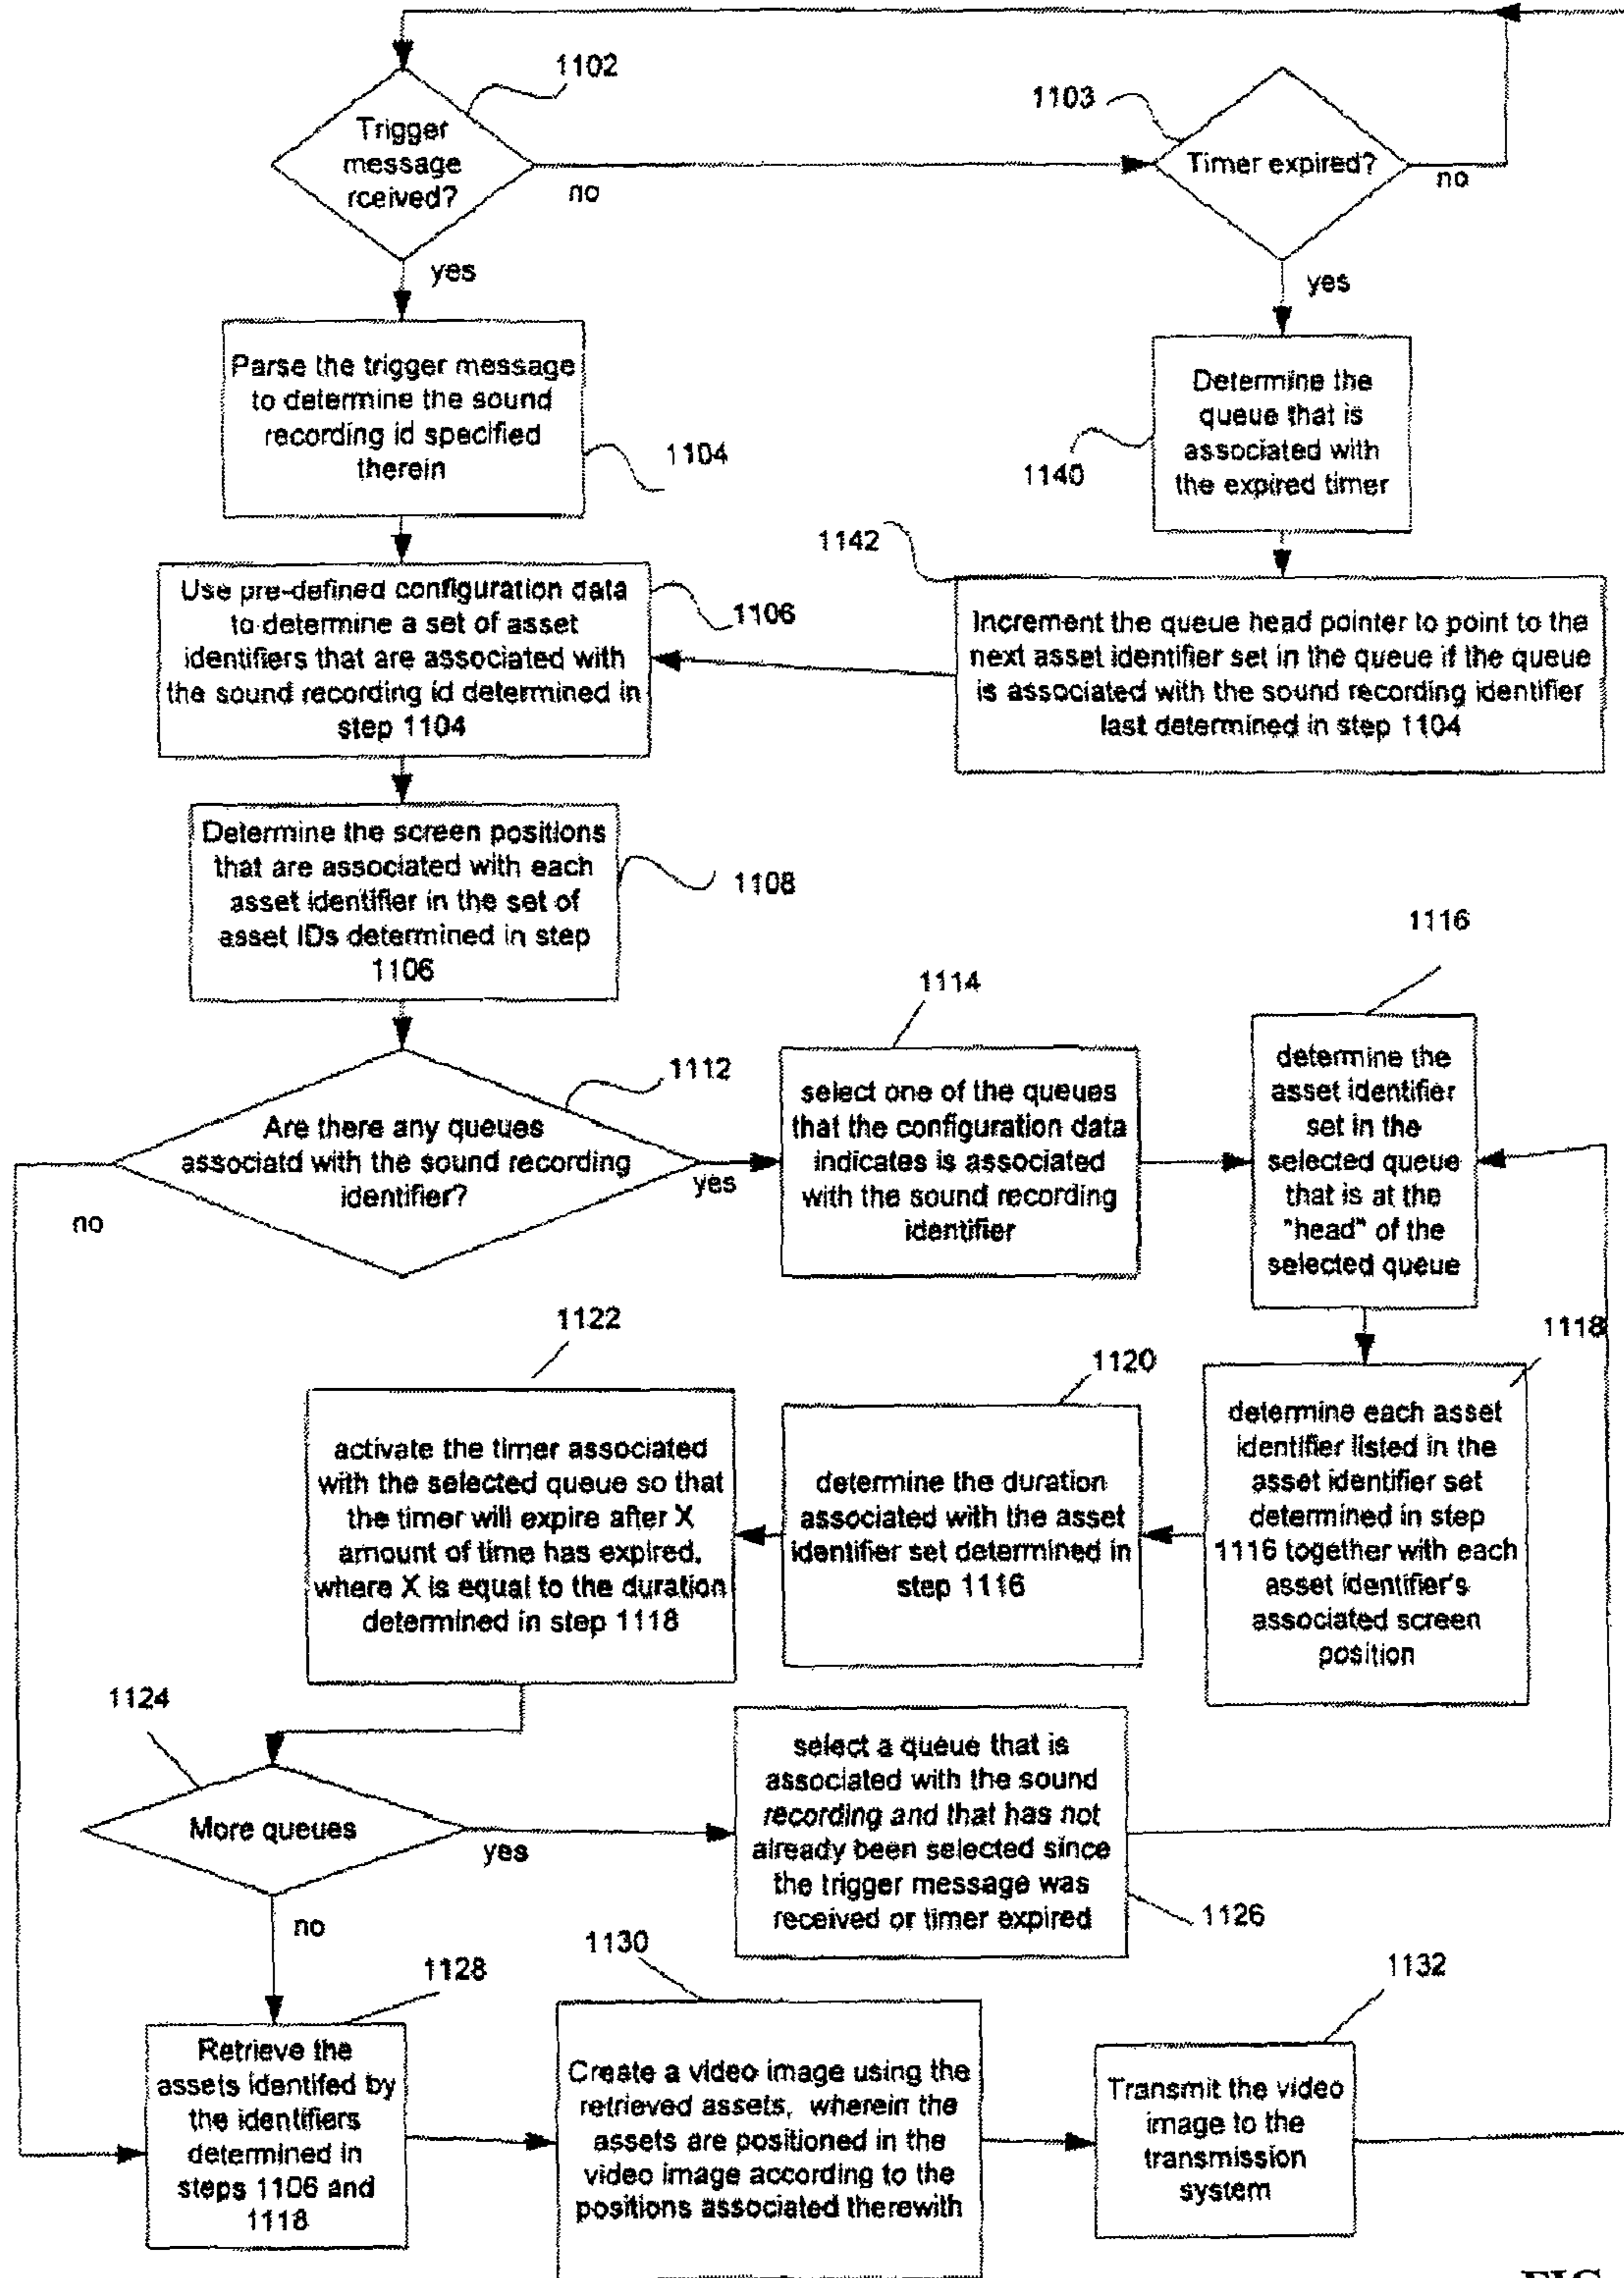 1102
Trigger
message
rceived?
no
yes
1103
Timer expired?
no
yes
Parse the trigger message
to determine the sound
recording id specified
therein
1104
Determine the
queue that is
associated with
the expired timer
1140
1142
Use pre-defined configuration data
to determine a set of asset
identifiers that are associated with
the sound recording id determined in
step 1104
1106
Increment the queue head pointer to point to the
next asset identifier set in the queue if the queue
is associated with the sound recording identifier
last determined in step 1104
Determine the screen positions
that are associated with each
asset identifier in the set of
asset IDs determined in step
1106
1108
1112
Are there any queues
associatd with the sound recording
identifier?
yes
no
1114
select one of the queues
that the configuration data
indicates is associated
with the sound recording
identifier
1116
determine the
asset identifier
set in the
selected queue
that is at the
"head" of the
selected queue
1118
determine each asset
identifier listed in the
asset identifier set
determined in step
1116 together with each
asset identifier's
associated screen
position
1120
determine the duration
associated with the asset
identifier set determined in
step 1116
1122
activate the timer associated
with the selected queue so that
the timer will expire after X
amount of time has expired,
where X is equal to the duration
determined in step 1118
1124
More queues
yes
no
select a queue that is
associated with the sound
recording and that has not
already been selected since
the trigger message was
received or timer expired
1126
1128
Retrieve the
assets identifed by
the identifiers
determined in
steps 1106 and
1118
1130
Create a video image using the
retrieved assets, wherein the
assets are positioned in the
video image according to the
positions associated therewith
1132
Transmit the video
image to the
transmission
system
FIG